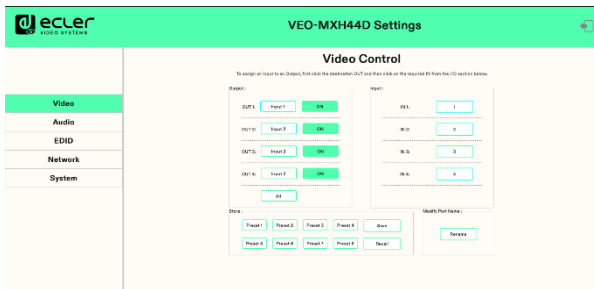 ecler
VIDEO SYSTEMS
VEO-MXH44D Settings
Video
Audio
EDID
Network
System
Video Control
To assign an Input to an Output, first click the destination OUT and then click on the required IN from the I/O section below.
Output:
OUT 1: Input 1 ON
OUT 2: Input 2 ON
OUT 3: Input 3 ON
OUT 4: ON
All
Input:
IN 1: 1
IN 2: 2
IN 3: 3
IN 4: 4
Store :
Preset 1 Preset 2 Preset 3 Preset 4 Save
Preset 6 Preset 7 Preset 8 Recall
Modify Port Name :
Rename